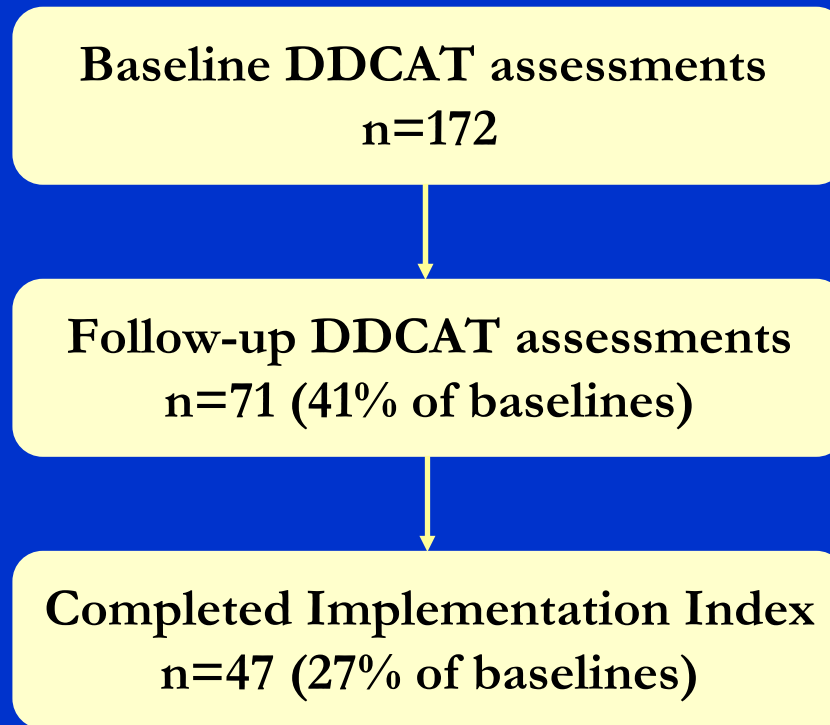 Baseline DDCAT assessments
n=172
Follow-up DDCAT assessments
n=71 (41% of baselines)
Completed Implementation Index
n=47 (27% of baselines)